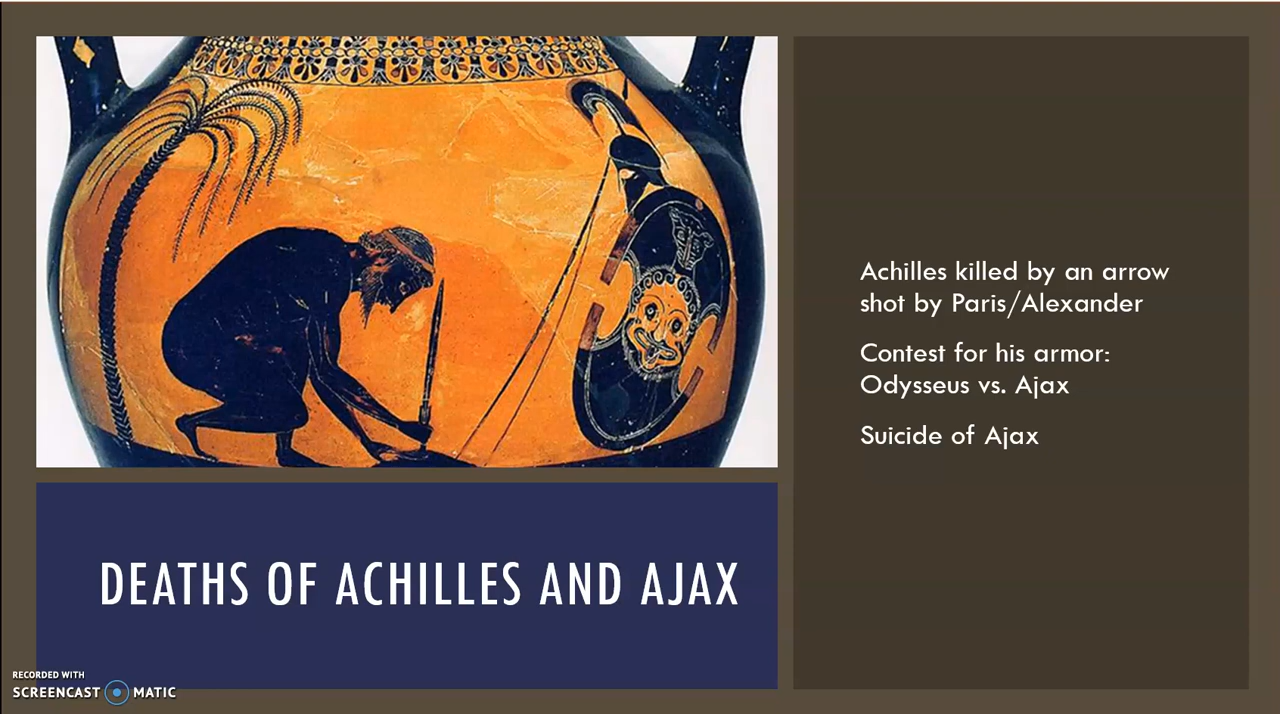 Achilles killed by an arrow
shot by Paris/Alexander
Contest for his armor:
Odysseus vs. Ajax
Suicide of Ajax
DEATHS OF ACHILLES AND AJAX
RECORDED WITH
SCREENCAST MATIC